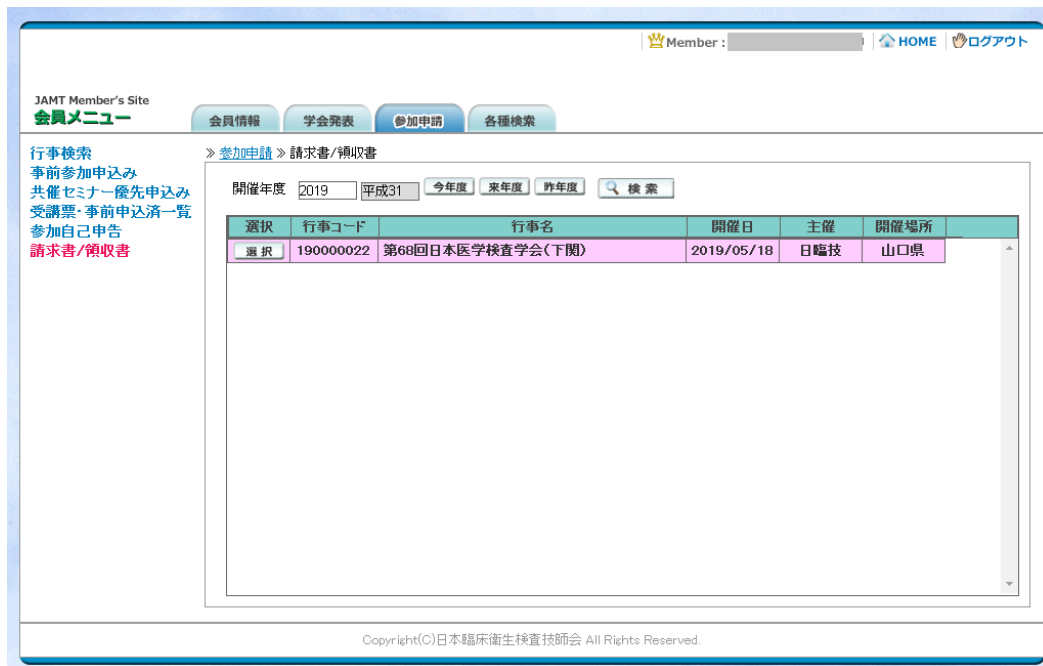 Member :
HOME
ログアウト
JAMT Member's Site
会員メニュー
会員情報 学会発表 参加申請 各種検索
行事検索
事前参加申込み
共催セミナー優先申込み
受講票・事前申込済一覧
参加自己申告
請求書/領収書
≫ 参加申請 ≫ 請求書/領収書
開催年度 2019 平成31 今年度 来年度 昨年度 検索
選択 行事コード 行事名 開催日 主催 開催場所
選択 190000022 第68回日本医学検査学会(下関) 2019/05/18 日臨技 山口県
Copyright(C)日本臨床衛生検査技師会 All Rights Reserved.